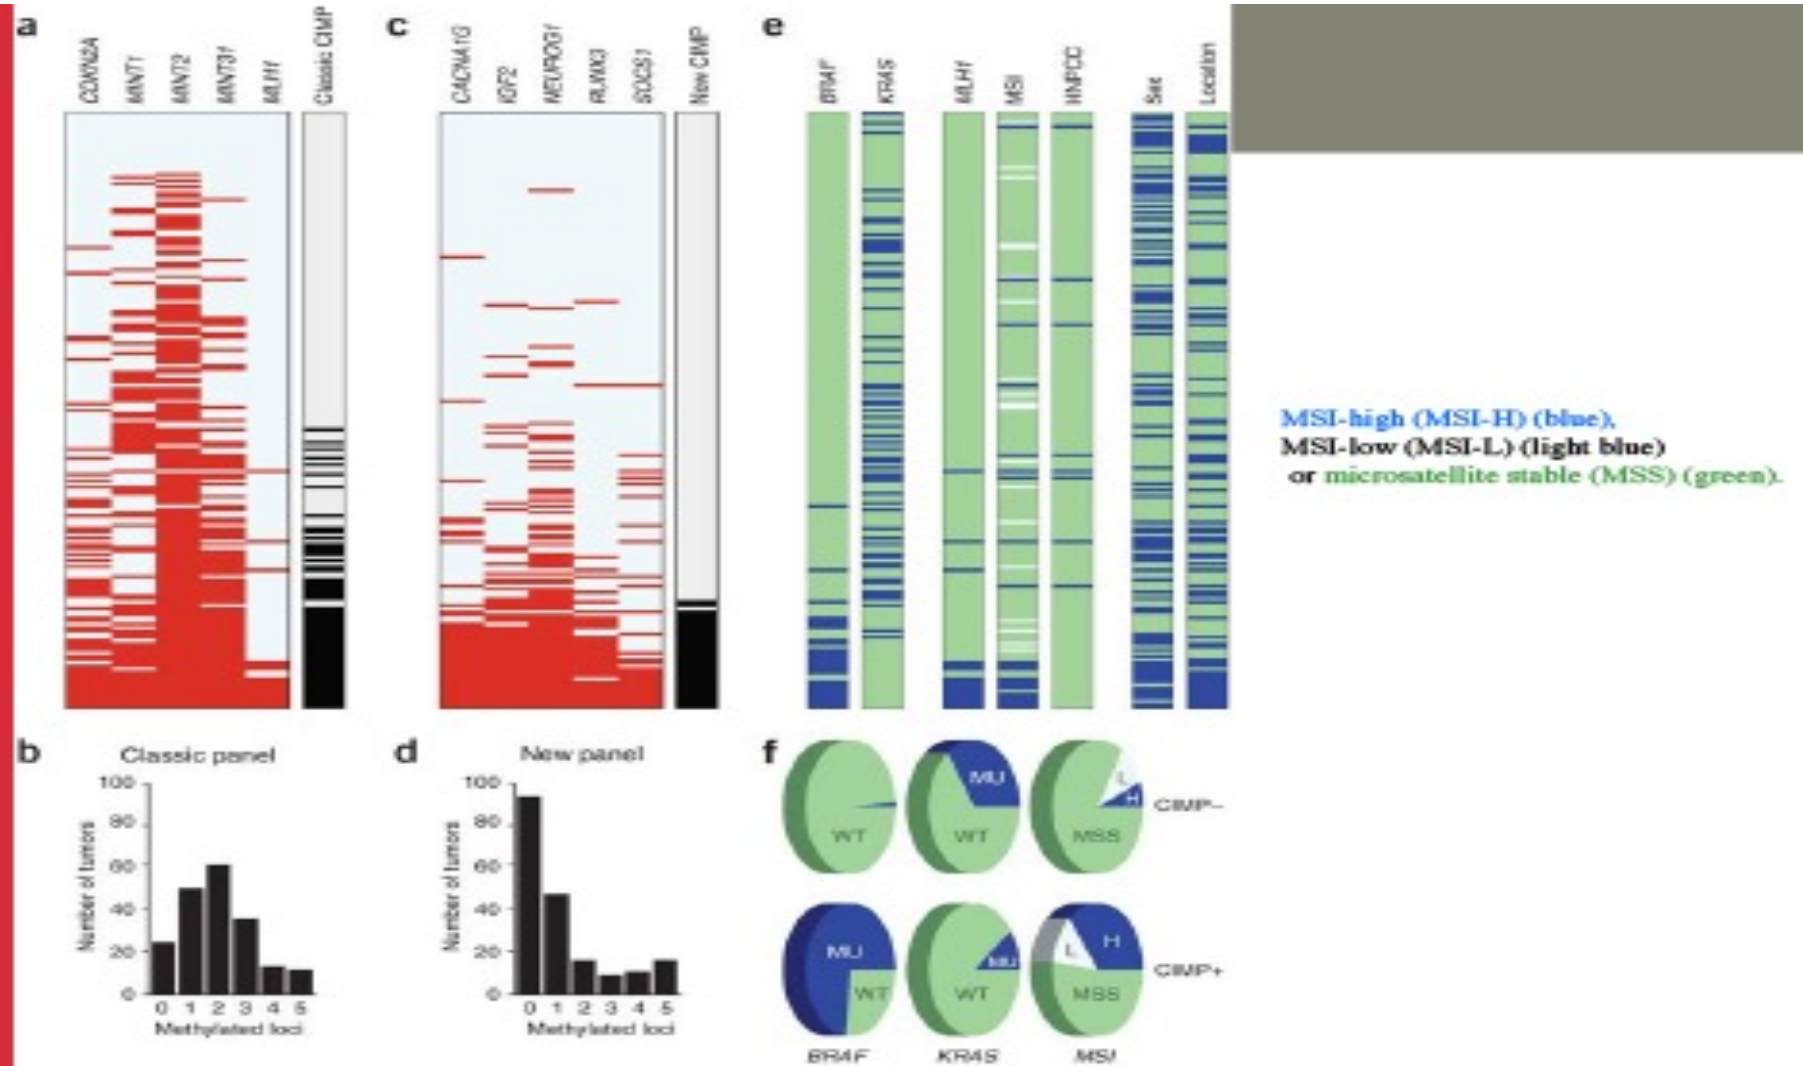 a
CDKN2A
MINT1
MINT2
MINT31
MLH1
Classic CIMP
c
CACNA1G
IGF2
NEUROG1
RUNX3
SOCS1
New CIMP
e
BRAF
KRAS
MLH1
MSI
HNPCC
Sex
Location
MSI-high (MSI-H) (blue),
MSI-low (MSI-L) (light blue)
or microsatellite stable (MSS) (green).
b
Classic panel
Number of tumors
100
80
60
40
20
0
0 1 2 3 4 5
Methylated loci
d
New panel
Number of tumors
100
80
60
40
20
0
0 1 2 3 4 5
Methylated loci
f
WT
MU
WT
L
H
MSS
CIMP–
MU
WT
MU
WT
H
L
MSS
CIMP+
BRAF
KRAS
MSI